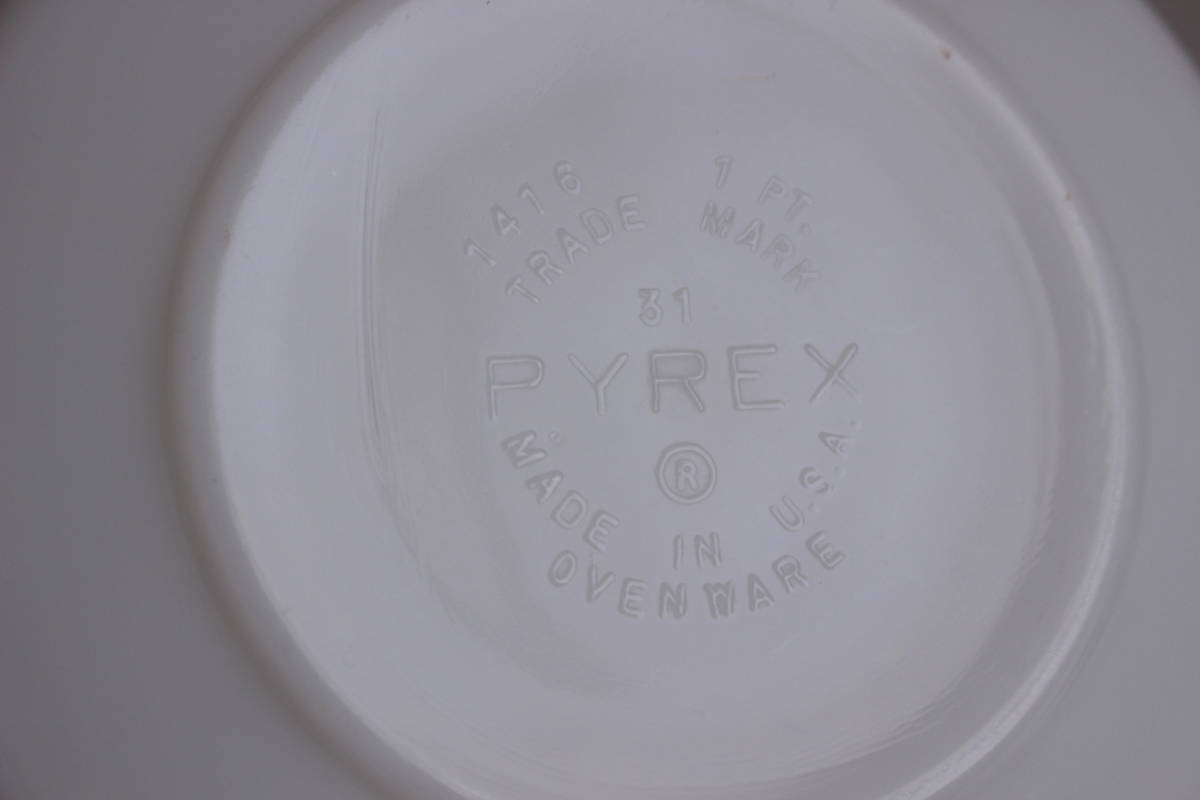 1416 1 PT.
TRADE MARK
31
PYREX
®
MADE IN U.S.A.
OVENWARE